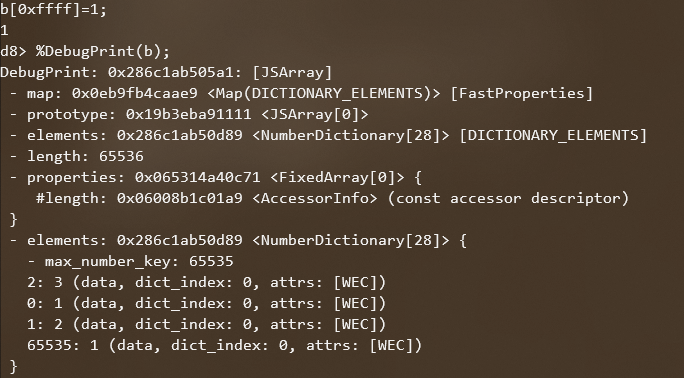 b[0xffff]=1;
1
d8> %DebugPrint(b);
DebugPrint: 0x286c1ab505a1: [JSArray]
 - map: 0x0eb9fb4caae9 <Map(DICTIONARY_ELEMENTS)> [FastProperties]
 - prototype: 0x19b3eba91111 <JSArray[0]>
 - elements: 0x286c1ab50d89 <NumberDictionary[28]> [DICTIONARY_ELEMENTS]
 - length: 65536
 - properties: 0x065314a40c71 <FixedArray[0]> {
    #length: 0x06008b1c01a9 <AccessorInfo> (const accessor descriptor)
 }
 - elements: 0x286c1ab50d89 <NumberDictionary[28]> {
   - max_number_key: 65535
   2: 3 (data, dict_index: 0, attrs: [WEC])
   0: 1 (data, dict_index: 0, attrs: [WEC])
   1: 2 (data, dict_index: 0, attrs: [WEC])
   65535: 1 (data, dict_index: 0, attrs: [WEC])
 }